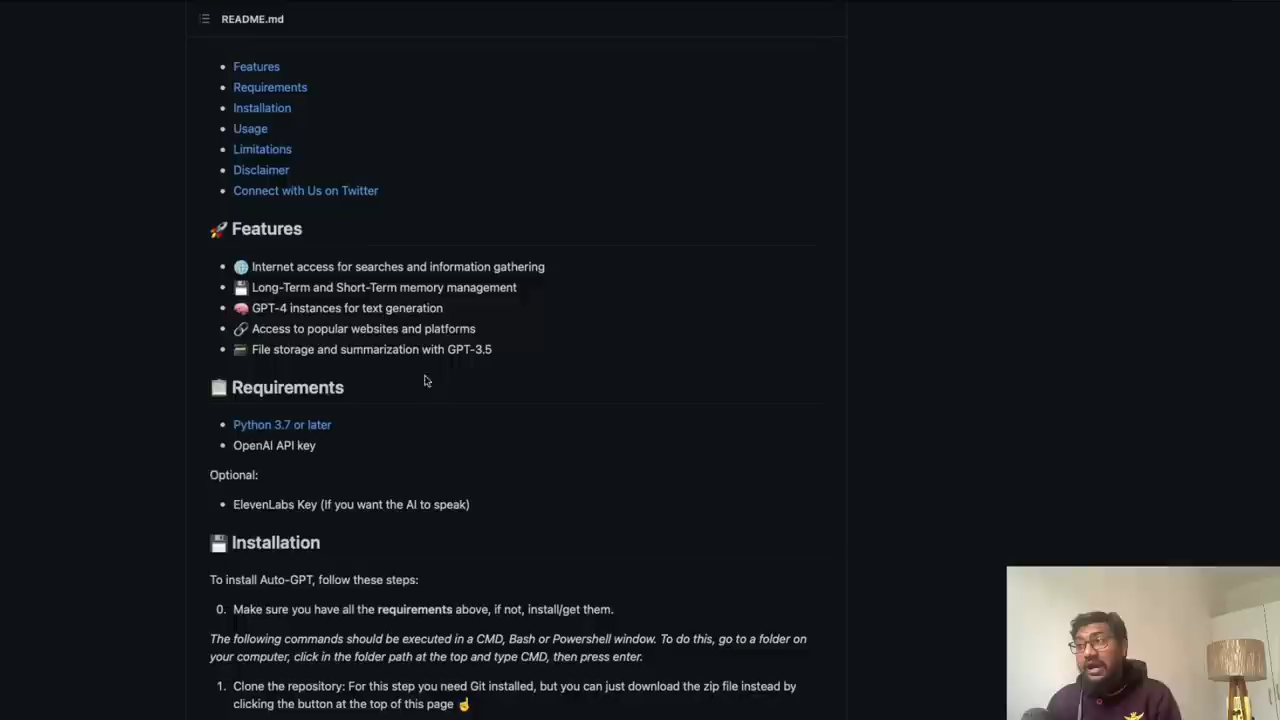 README.md
Features
Requirements
Installation
Usage
Limitations
Disclaimer
Connect with Us on Twitter
🚀 Features
🌐 Internet access for searches and information gathering
💾 Long-Term and Short-Term memory management
🧠 GPT-4 instances for text generation
🔗 Access to popular websites and platforms
🗃️ File storage and summarization with GPT-3.5
📋 Requirements
Python 3.7 or later
OpenAI API key
Optional:
ElevenLabs Key (If you want the AI to speak)
💾 Installation
To install Auto-GPT, follow these steps:
0. Make sure you have all the requirements above, if not, install/get them.
The following commands should be executed in a CMD, Bash or Powershell window. To do this, go to a folder on
your computer, click in the folder path at the top and type CMD, then press enter.
1. Clone the repository: For this step you need Git installed, but you can just download the zip file instead by
clicking the button at the top of this page ☝️